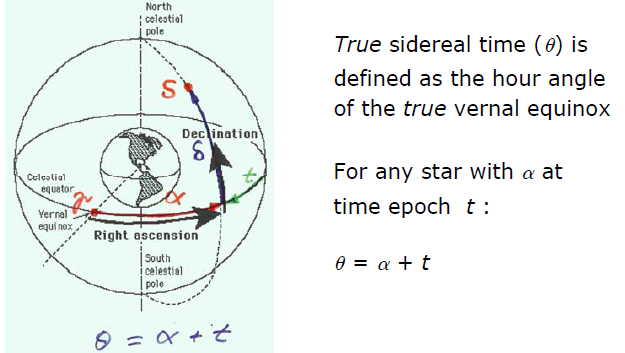 North
celestial
pole
S
Declination
δ
t
Celestial
equator
α
Vernal
equinox
Right ascension
South
celestial
pole
θ = α + t
True sidereal time (θ) is
defined as the hour angle
of the true vernal equinox
For any star with α at
time epoch t :
θ = α + t